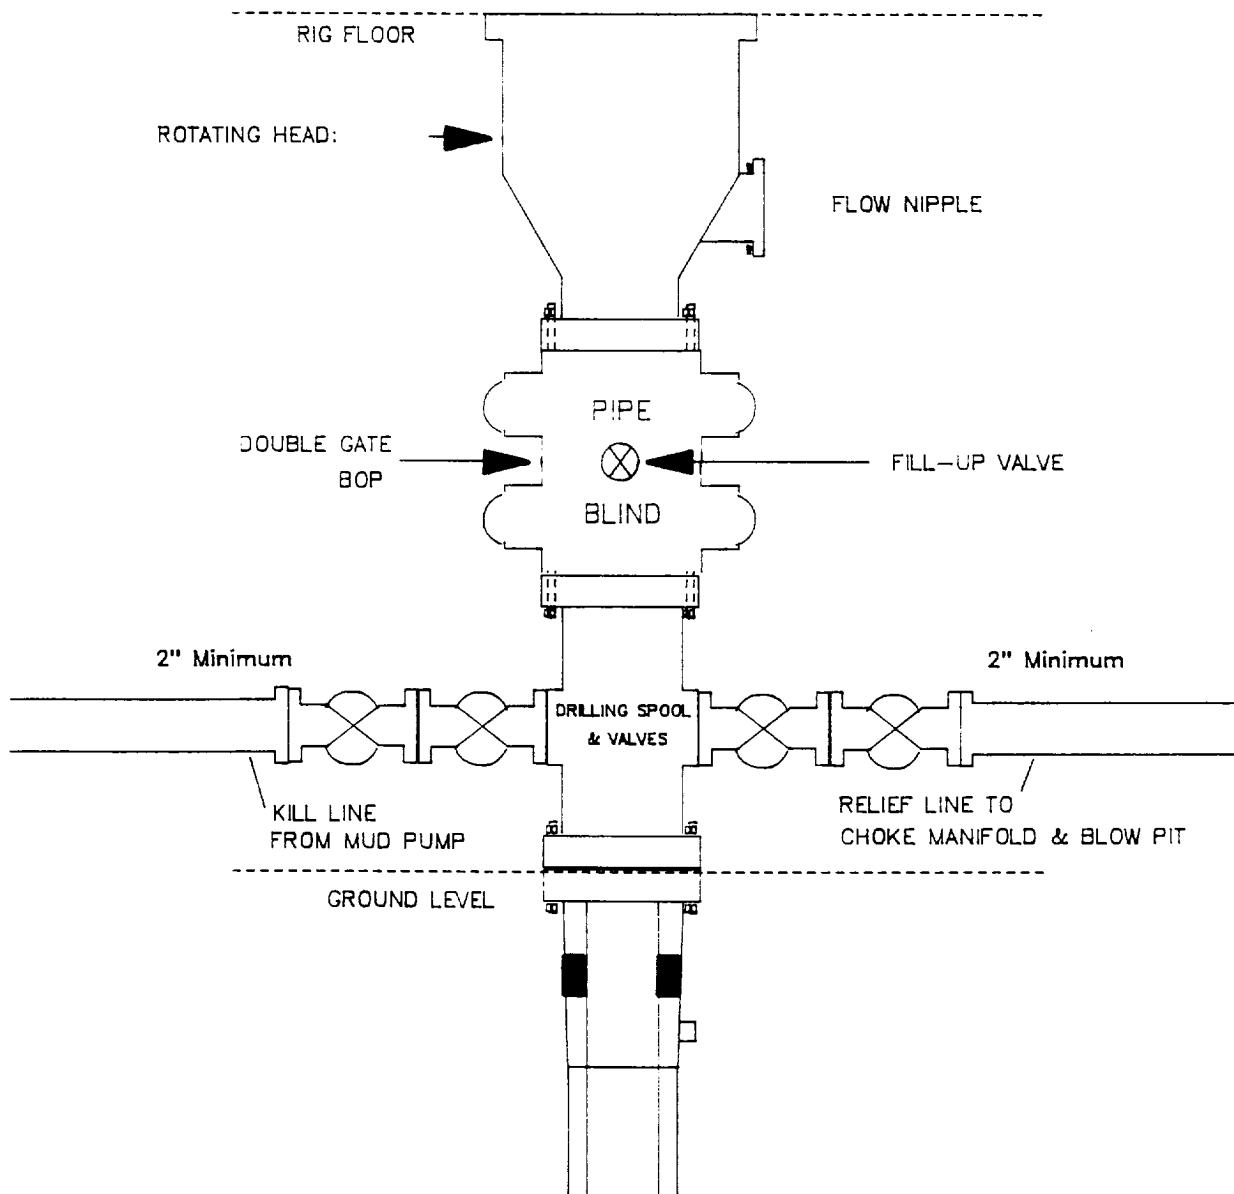 RIG FLOOR
ROTATING HEAD:
FLOW NIPPLE
PIPE
DOUBLE GATE
BOP
FILL-UP VALVE
BLIND
2" Minimum
2" Minimum
DRILLING SPOOL
& VALVES
KILL LINE
FROM MUD PUMP
RELIEF LINE TO
CHOKE MANIFOLD & BLOW PIT
GROUND LEVEL